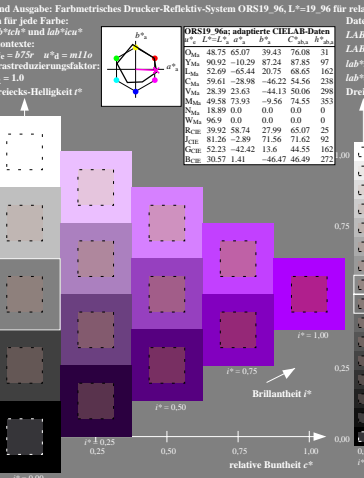 nd Ausgabe: Farbmetrisches Drucker-Reflektiv-System ORS19_96, L*=19_96 für relat
für jede Farbe:
b*tch* und lab*icu*
ontexte:
e = b75r u*d = m11o
trastreduzierungsfaktor:
= 1.0
reiecks-Helligkeit t*
b*a
a*a
ORS19_96a; adaptierte CIELAB-Daten
u*e L*=L*a a*a b*a C*ab,a h*ab,a
OMa 48.75 65.07 39.43 76.08 31
YMa 90.92 -10.29 87.24 87.85 97
LMa 52.69 -65.44 20.75 68.65 162
CMa 59.61 -28.98 -46.22 54.56 238
VMa 28.39 23.63 -44.13 50.06 298
MMa 49.58 73.93 -9.56 74.55 353
NMa 18.89 0.0 0.0 0.0 0
WMa 96.9 0.0 0.0 0.0 0
RCIE 39.92 58.74 27.99 65.07 25
JCIE 81.26 -2.89 71.56 71.62 92
GCIE 52.23 -42.42 13.6 44.55 162
BCIE 30.57 1.41 -46.47 46.49 272
Daten
LAB
LAB
lab*
lab*
Drei
1,00
0,75
0,25
0,00
i* = 1,00
i* = 0,75
i* = 0,50
i* = 0,25
i* = 0,00
Brillantheit i*
0,25 0,50 0,75 1,00
relative Buntheit c*